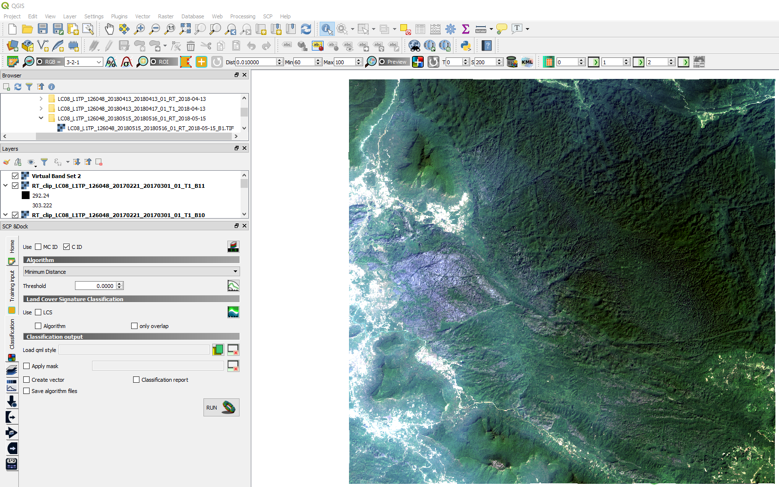 QGIS
Project Edit View Layer Settings Plugins Vector Raster Database Web Processing SCP Help
RGB = 3-2-1 ROI Dist 0.010000 Min 60 Max 100 Preview T 0 S 200 KML 0 1 2
Browser
LC08_L1TP_126048_20180413_20180413_01_RT_2018-04-13
LC08_L1TP_126048_20180413_20180417_01_T1_2018-04-13
LC08_L1TP_126048_20180515_20180516_01_RT_2018-05-15
LC08_L1TP_126048_20180515_20180516_01_RT_2018-05-15_B1.TIF
Layers
Virtual Band Set 2
RT_clip_LC08_L1TP_126048_20170221_20170301_01_T1_B11
292.24
303.222
RT_clip_LC08_L1TP_126048_20170221_20170301_01_T1_B10
SCP &Dock
Home
Training input
Classification
Use MC ID C ID
Algorithm
Minimum Distance
Threshold 0.0000
Land Cover Signature Classification
Use LCS
Algorithm only overlap
Classification output
Load qml style
Apply mask
Create vector Classification report
Save algorithm files
RUN